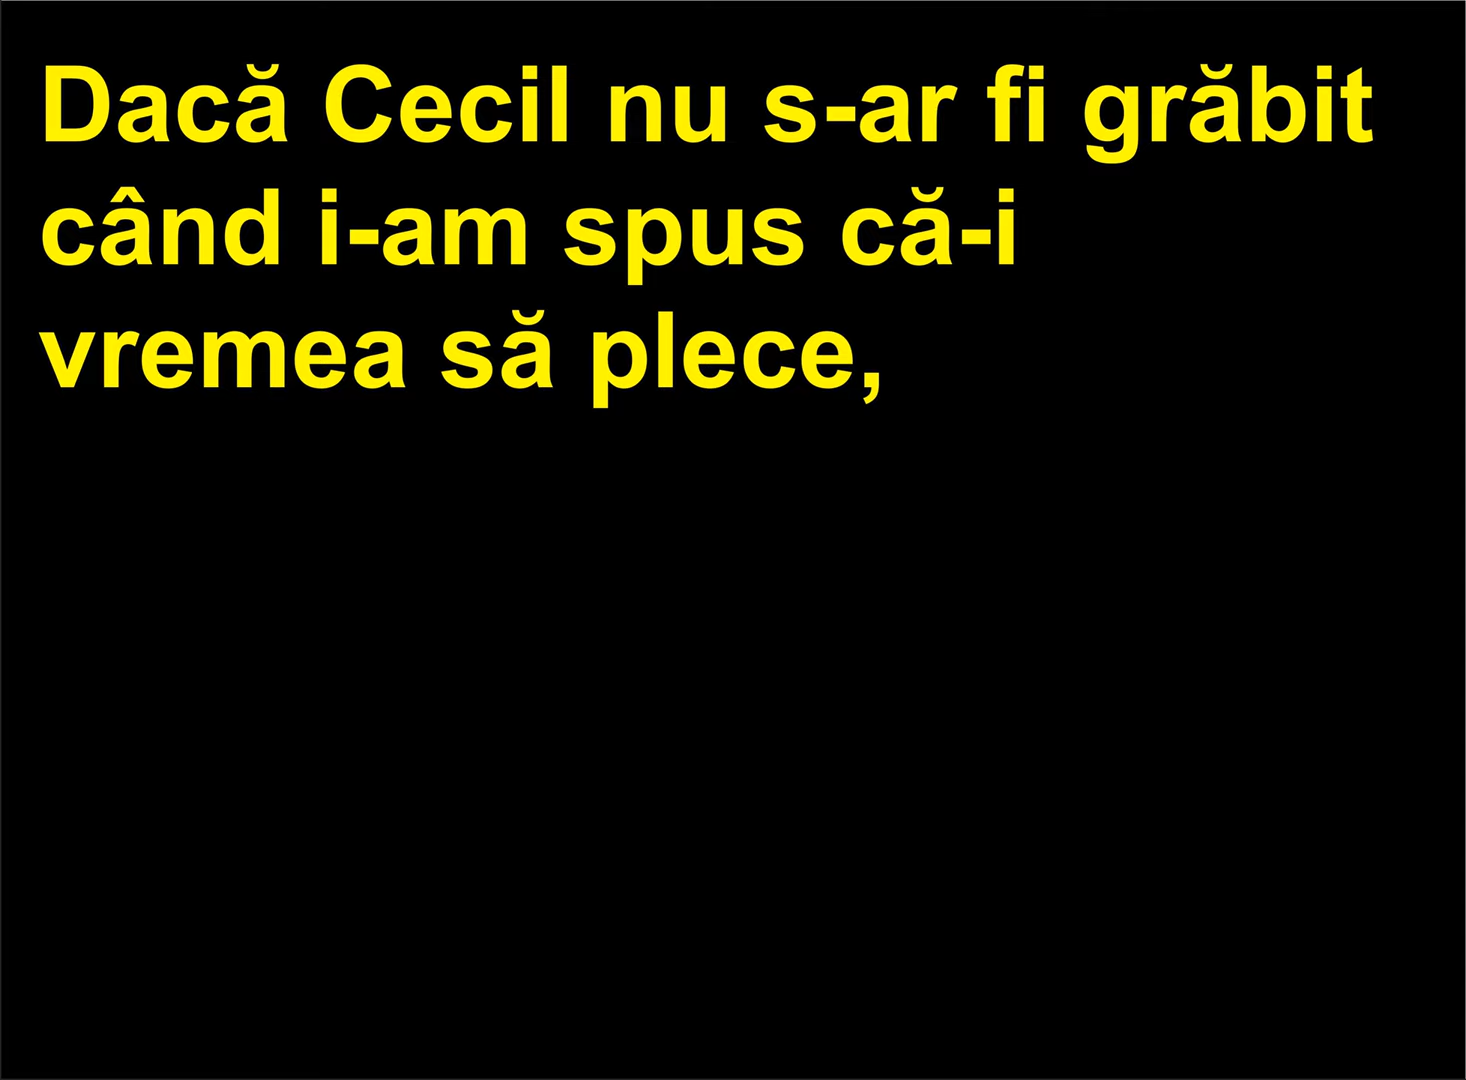 Dacă Cecil nu s-ar fi grăbit
când i-am spus că-i
vremea să plece,